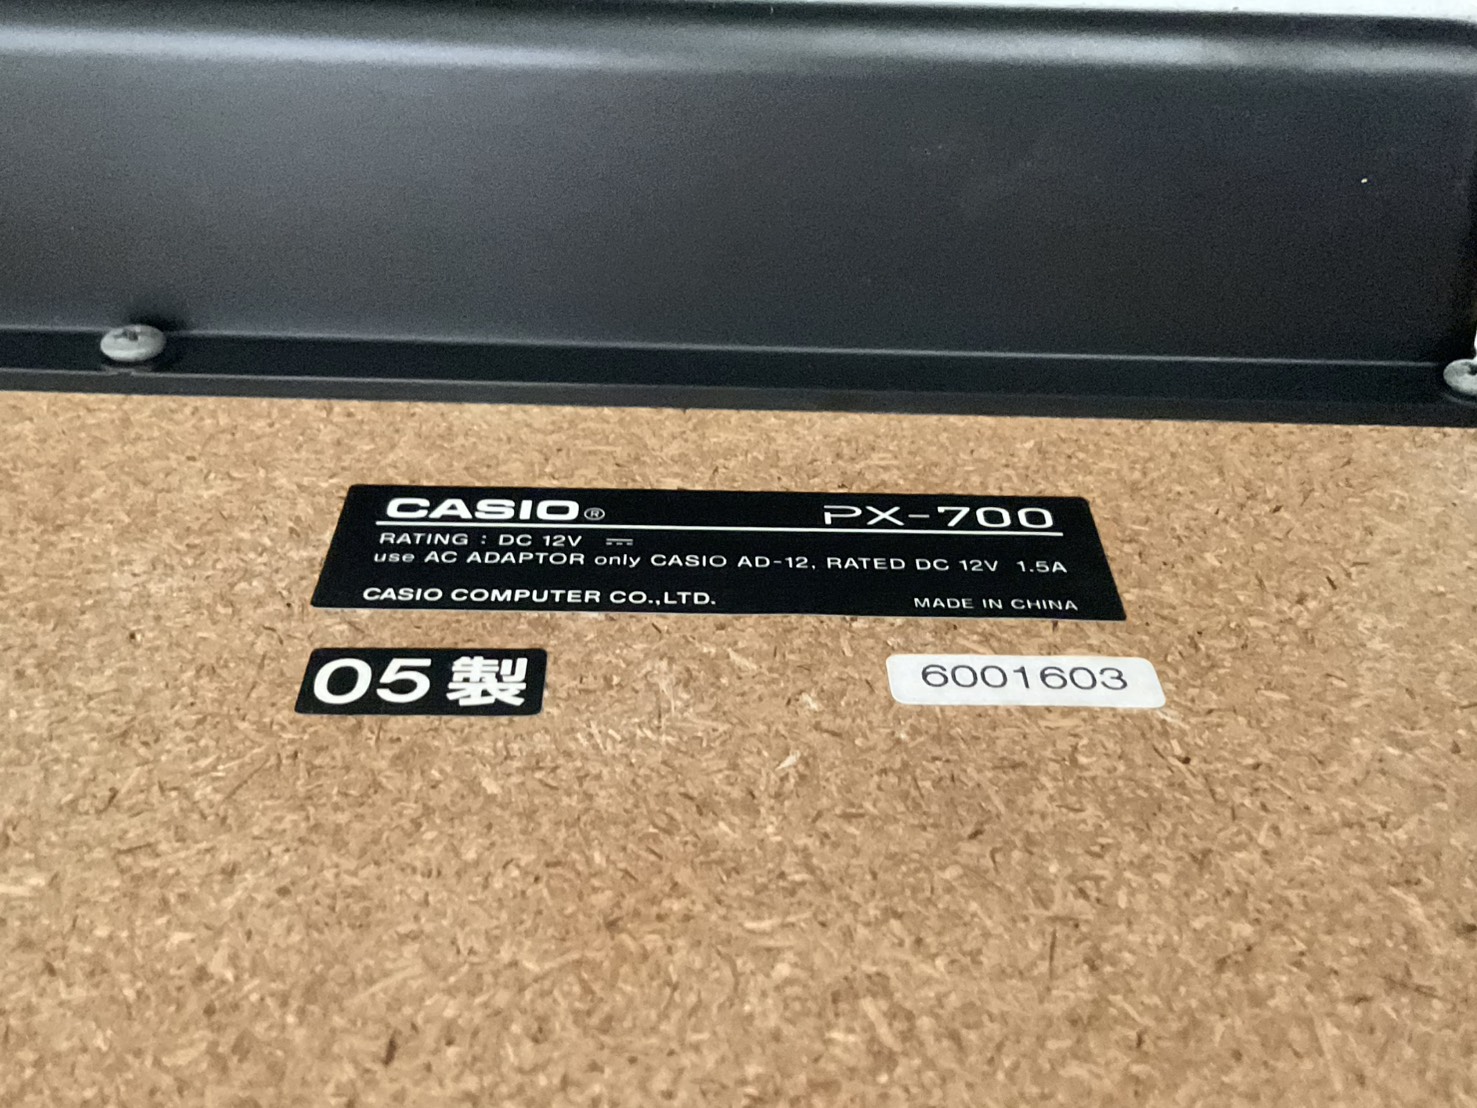 CASIO® PX-700
RATING : DC 12V ⎓
use AC ADAPTOR only CASIO AD-12, RATED DC 12V 1.5A
CASIO COMPUTER CO.,LTD. MADE IN CHINA
05製 6001603